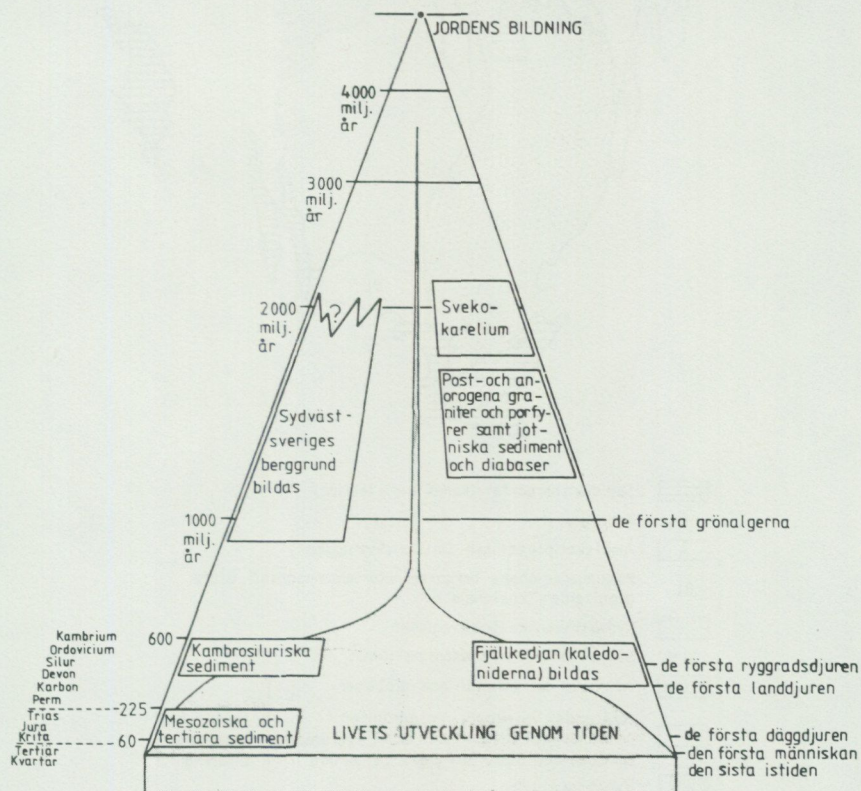 JORDENS BILDNING
4000
milj.
år
3000
milj.
år
2000
milj.
år
?
Sveko-
karelium
Post- och an-
orogena gra-
niter och porfy-
rer samt jot-
niska sediment
och diabaser
Sydväst-
sveriges
berggrund
bildas
1000
milj.
år
de första grönalgerna
Kambrium
Ordovicium
Silur
Devon
Karbon
Perm
Trias
Jura
Krita
Tertiär
Kvartär
600
225
60
Kambrosiluriska
sediment
Fjällkedjan (kaledo-
niderna) bildas
de första ryggradsdjuren
de första landdjuren
Mesozoiska och
tertiära sediment
LIVETS UTVECKLING GENOM TIDEN
de första däggdjuren
den första människan
den sista istiden